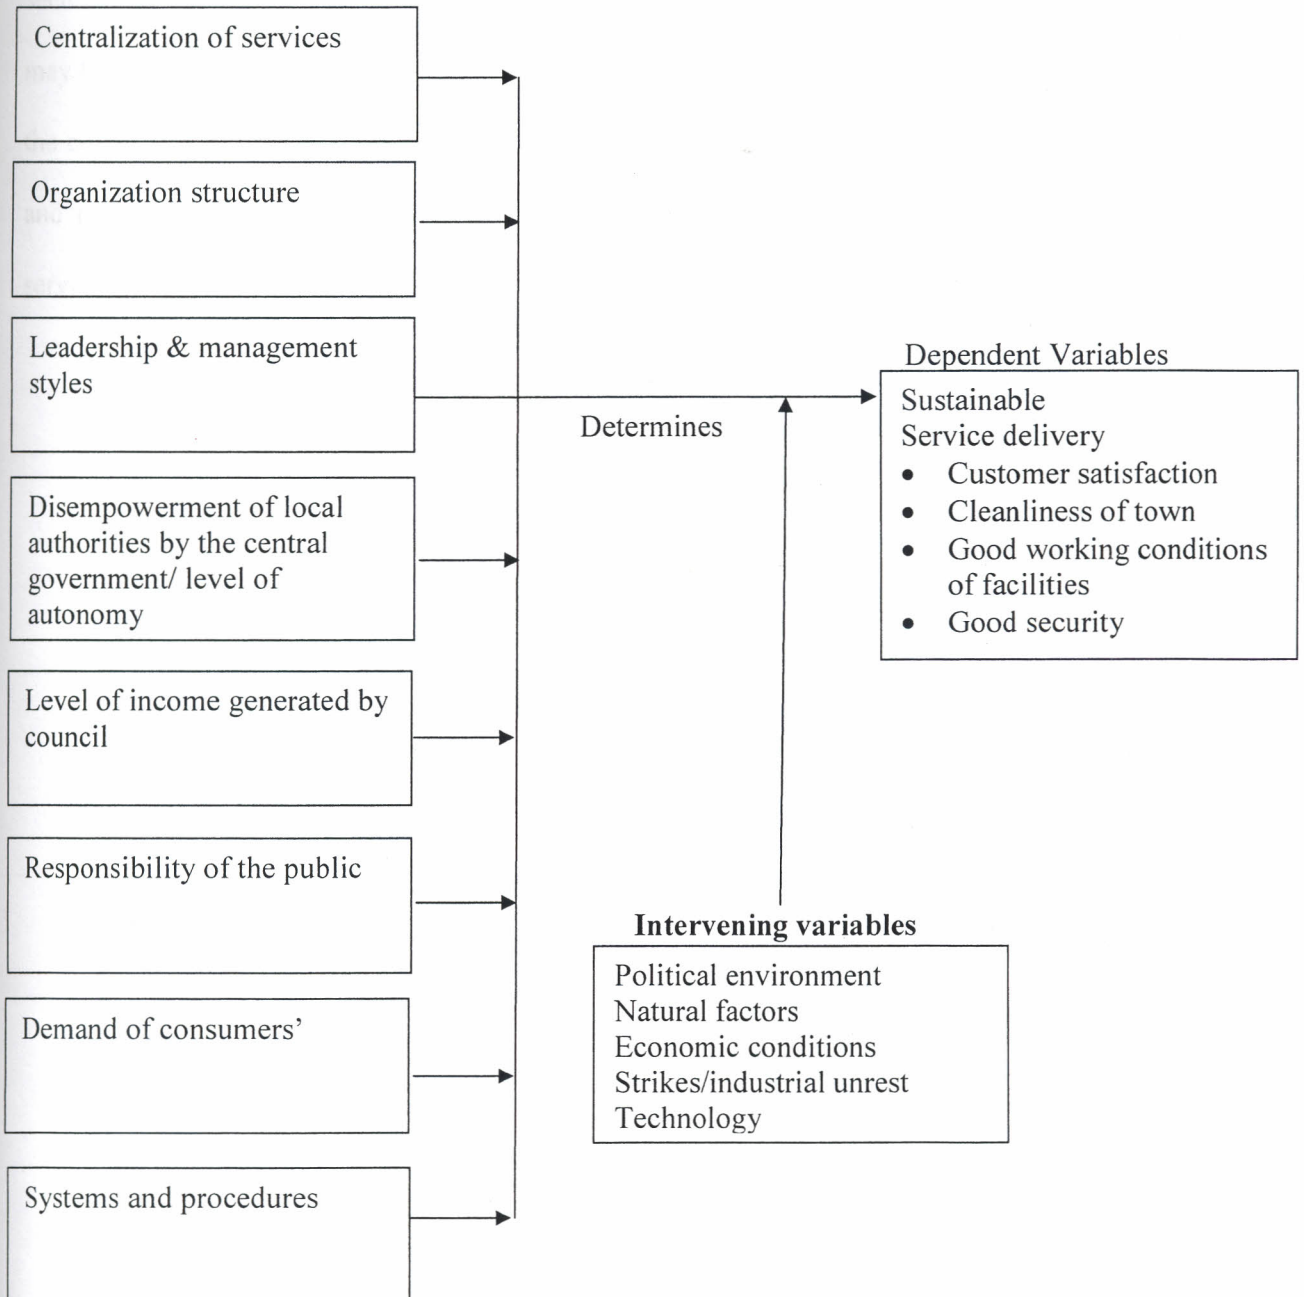 Centralization of services
Organization structure
Leadership & management
styles
Disempowerment of local
authorities by the central
government/ level of
autonomy
Level of income generated by
council
Responsibility of the public
Demand of consumers’
Systems and procedures
Determines
Dependent Variables
Sustainable
Service delivery
• Customer satisfaction
• Cleanliness of town
• Good working conditions
of facilities
• Good security
Intervening variables
Political environment
Natural factors
Economic conditions
Strikes/industrial unrest
Technology